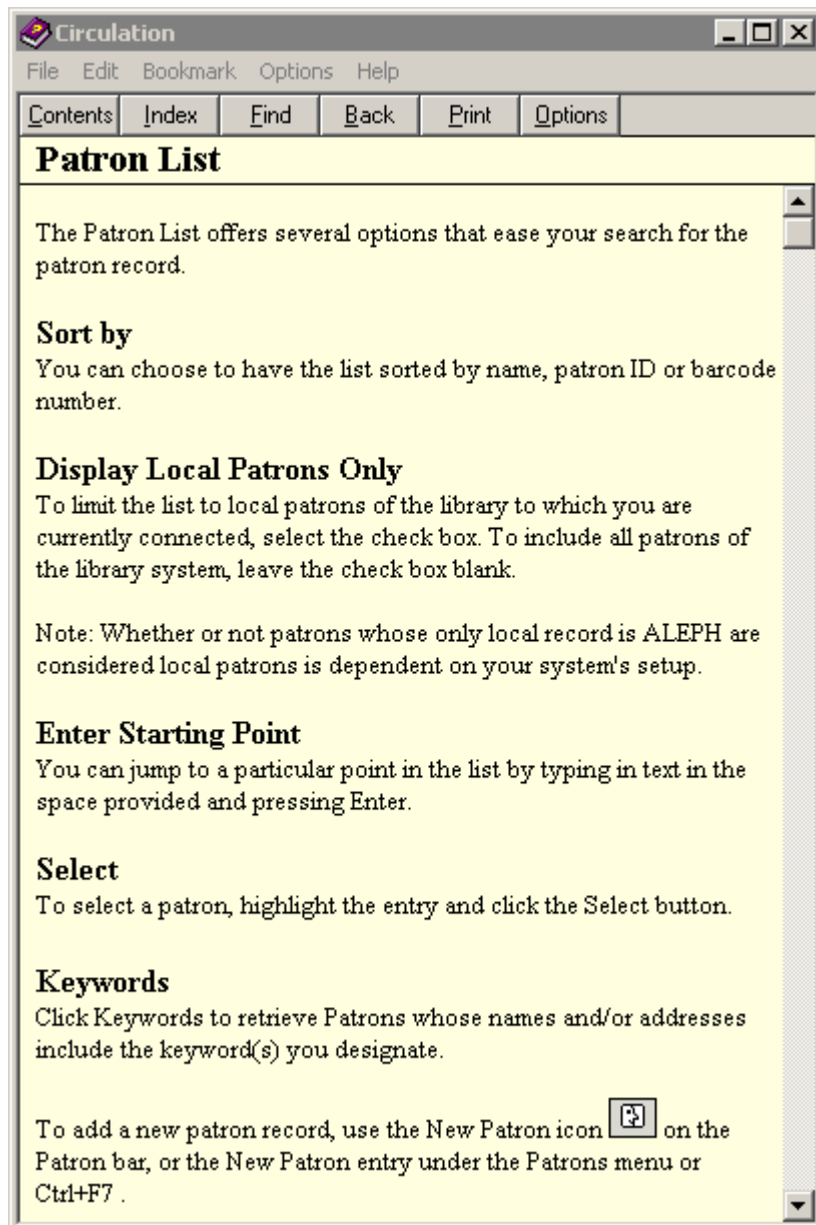 Circulation
File Edit Bookmark Options Help
Contents Index Find Back Print Options
Patron List
The Patron List offers several options that ease your search for the
patron record.
Sort by
You can choose to have the list sorted by name, patron ID or barcode
number.
Display Local Patrons Only
To limit the list to local patrons of the library to which you are
currently connected, select the check box. To include all patrons of
the library system, leave the check box blank.
Note: Whether or not patrons whose only local record is ALEPH are
considered local patrons is dependent on your system's setup.
Enter Starting Point
You can jump to a particular point in the list by typing in text in the
space provided and pressing Enter.
Select
To select a patron, highlight the entry and click the Select button.
Keywords
Click Keywords to retrieve Patrons whose names and/or addresses
include the keyword(s) you designate.
To add a new patron record, use the New Patron icon on the
Patron bar, or the New Patron entry under the Patrons menu or
Ctrl+F7 .